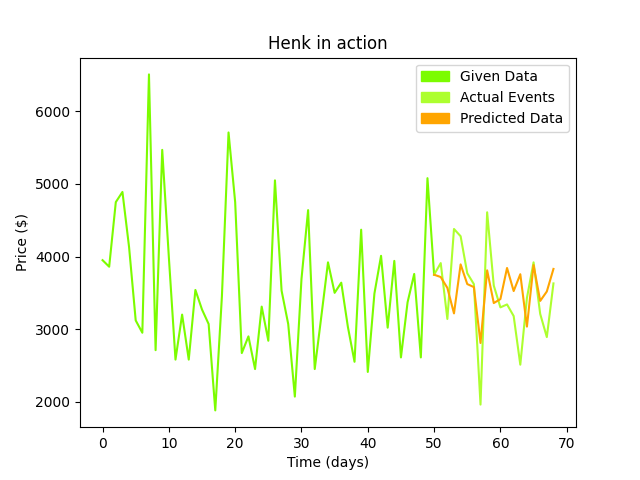 Henk in action
Given Data
Actual Events
Predicted Data
Price ($)
6000
5000
4000
3000
2000
0 10 20 30 40 50 60 70
Time (days)